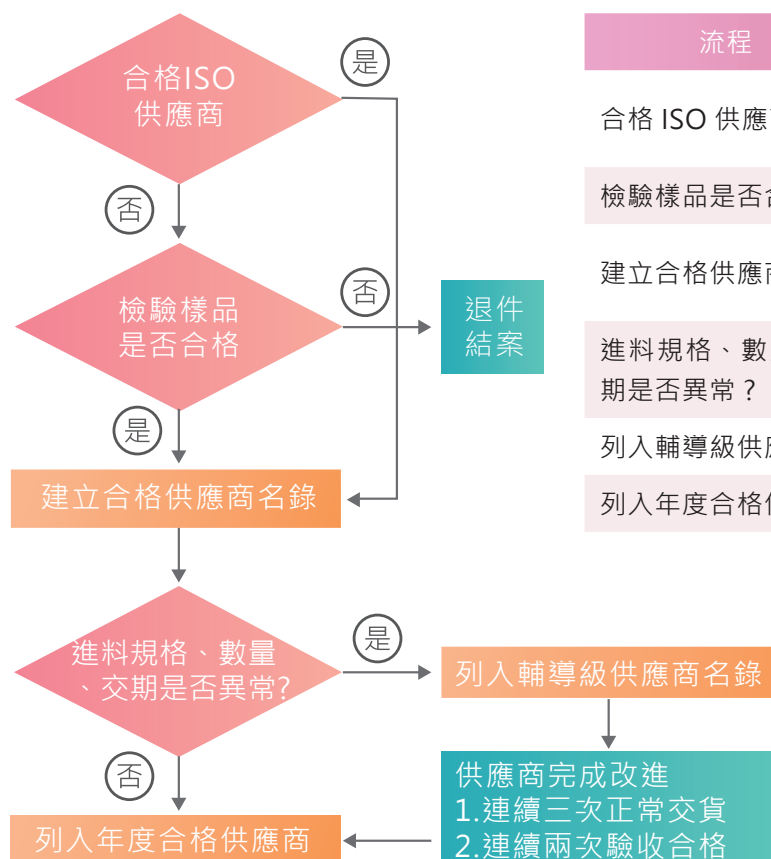 合格ISO
供應商
是
否
檢驗樣品
是否合格
否
退件
結案
是
建立合格供應商名錄
進料規格、數量
、交期是否異常?
是
列入輔導級供應商名錄
否
供應商完成改進
1.連續三次正常交貨
2.連續兩次驗收合格
列入年度合格供應商
流程
合格 ISO 供應
檢驗樣品是否
建立合格供應
進料規格、數
期是否異常？
列入輔導級供
列入年度合格